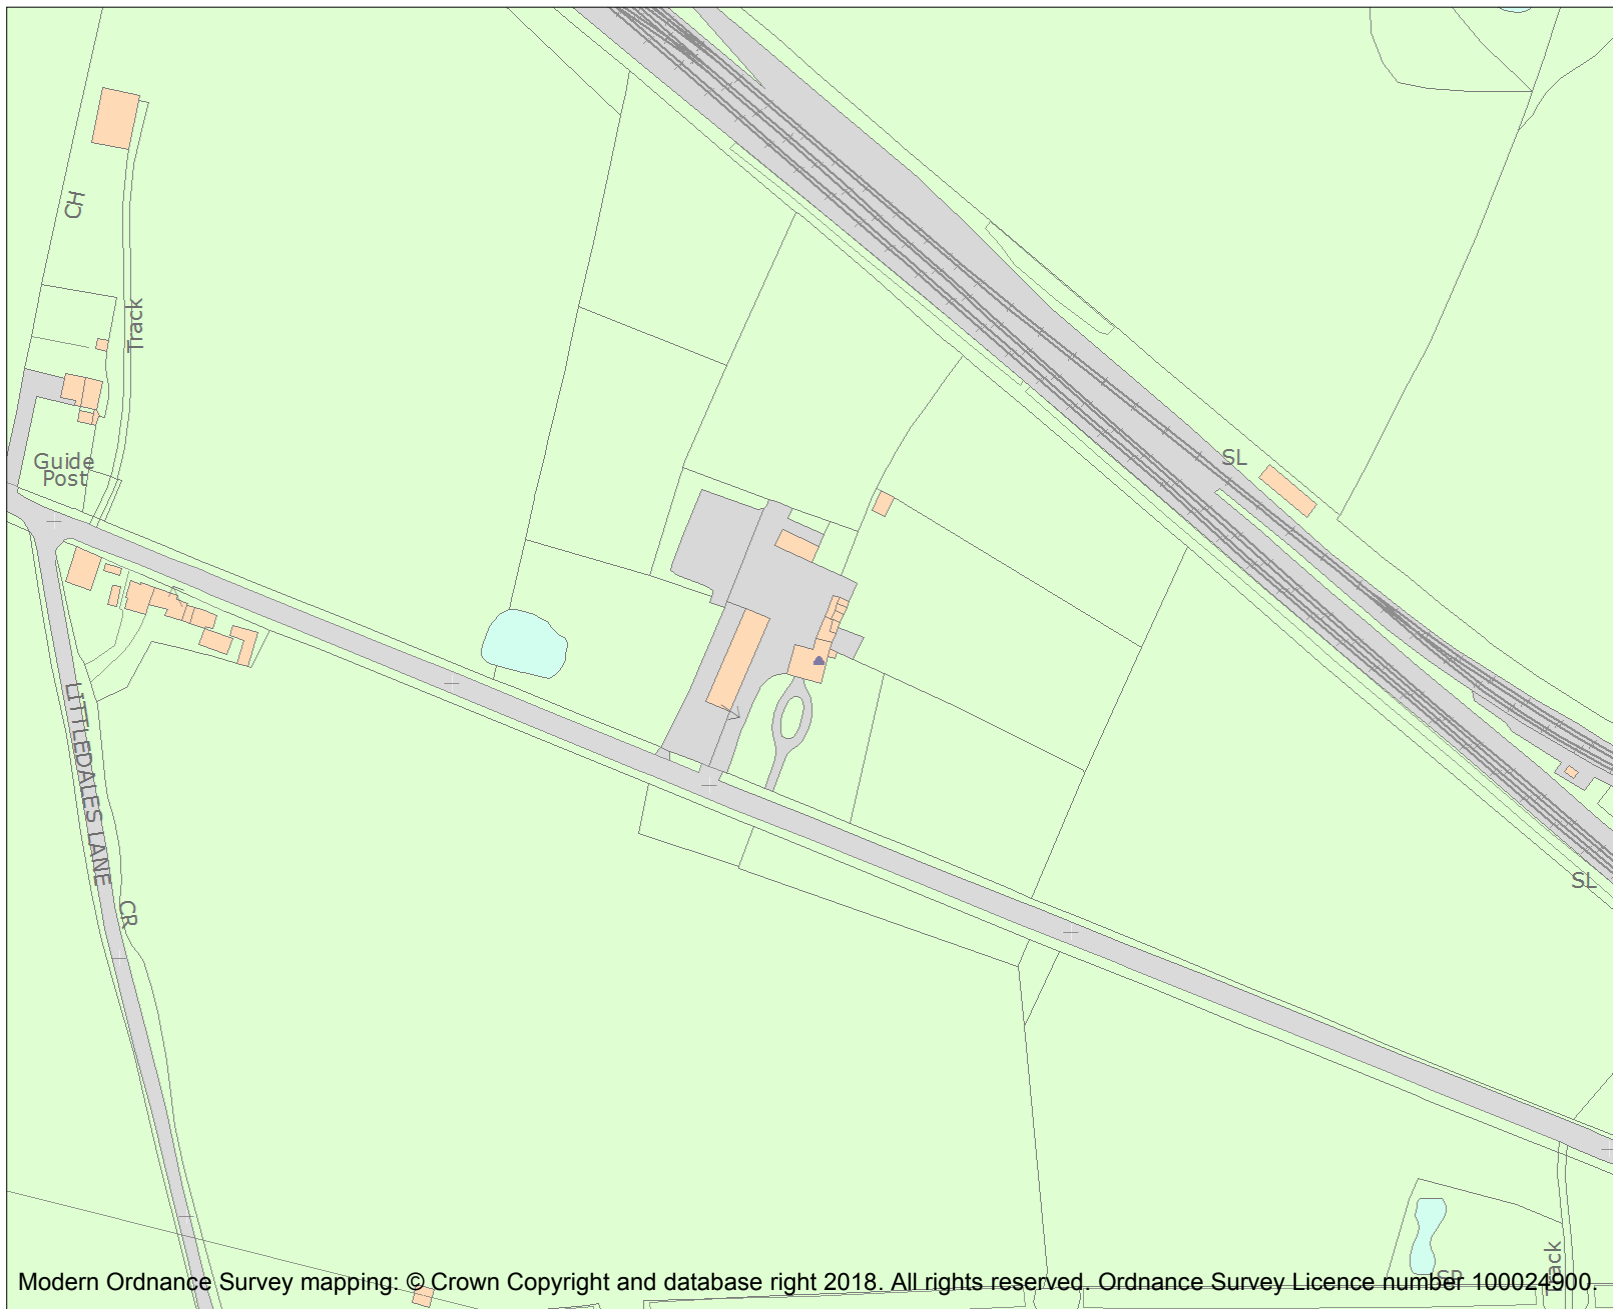 CH
Track
Guide
Post
SL
LITTLEDALES LANE
CR
SL
Track
SP
Modern Ordnance Survey mapping: © Crown Copyright and database right 2018. All rights reserved. Ordnance Survey Licence number 100024900.